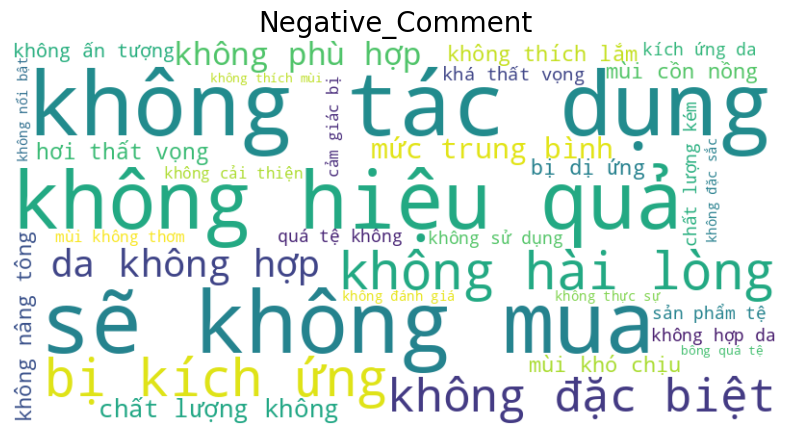 Negative_Comment
không ấn tượng
không phù hợp
không thích lắm
kích ứng da
không nổi bật
không thích mùi
cảm giác bị
khá thất vọng
mùi cồn nồng
không tác dụng
hơi thất vọng
mức trung bình
bị dị ứng
chất lượng kém
không đặc sắc
không cải thiện
không hiệu quả
mùi không thơm
quá tệ không
không sử dụng
không nâng tông
da không hợp
không hài lòng
không đánh giá
không thực sự
sẽ không mua
sản phẩm tệ
không hợp da
bông quá tệ
bị kích ứng
mùi khó chịu
chất lượng không
không đặc biệt